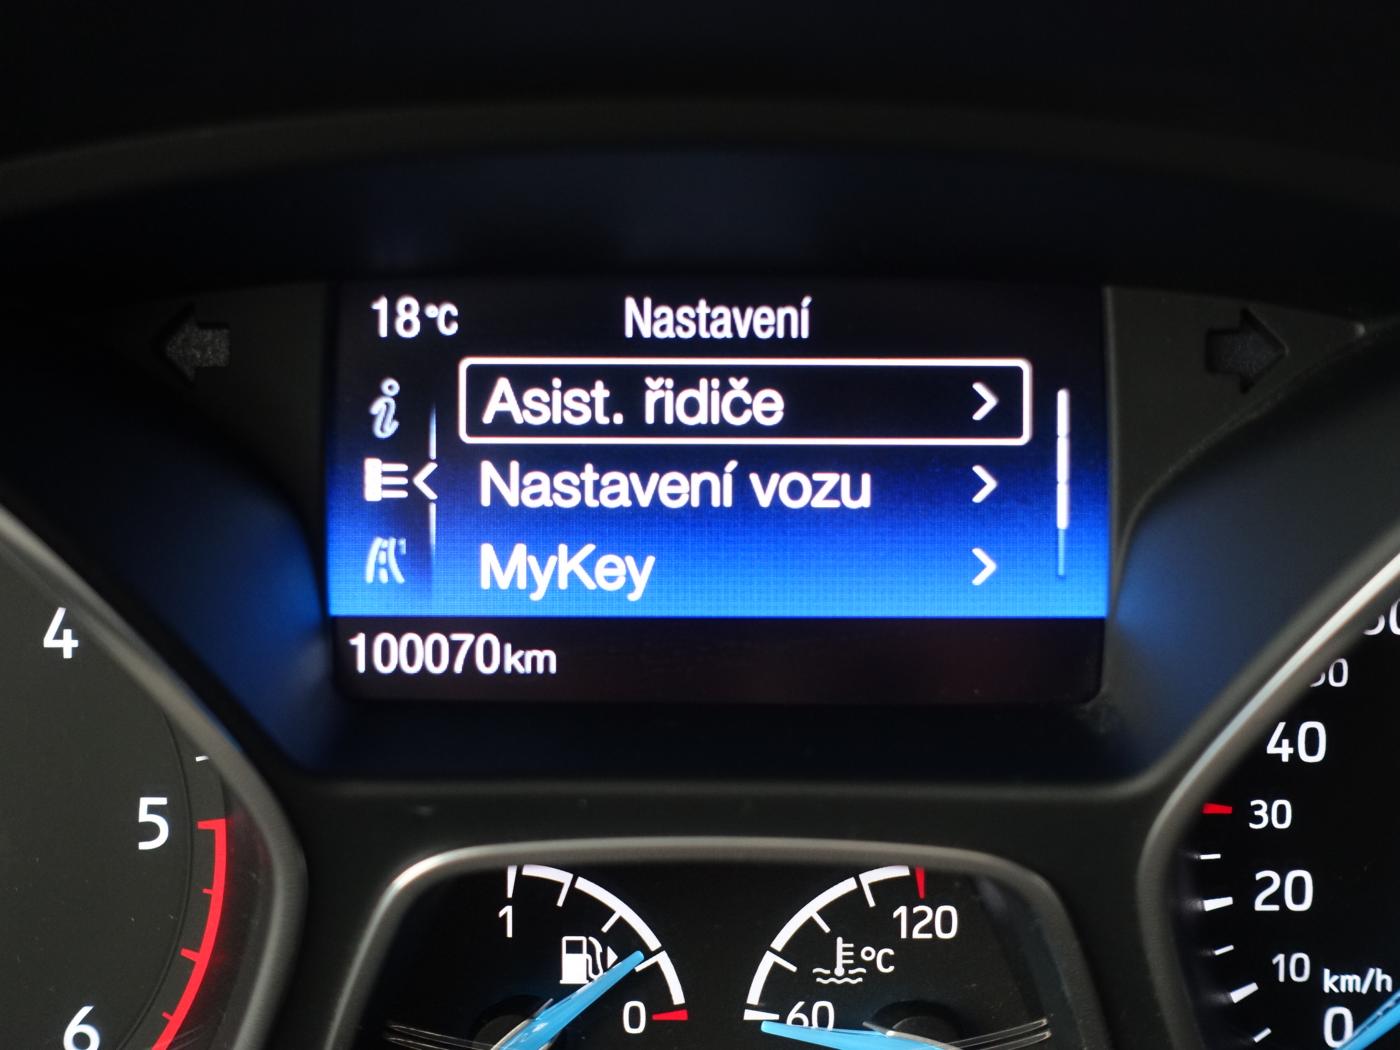 18°C Nastavení
Asist. řidiče
Nastavení vozu
MyKey
100070km
4
5
6
1
0
120
°C
60
40
30
20
10 km/h
0